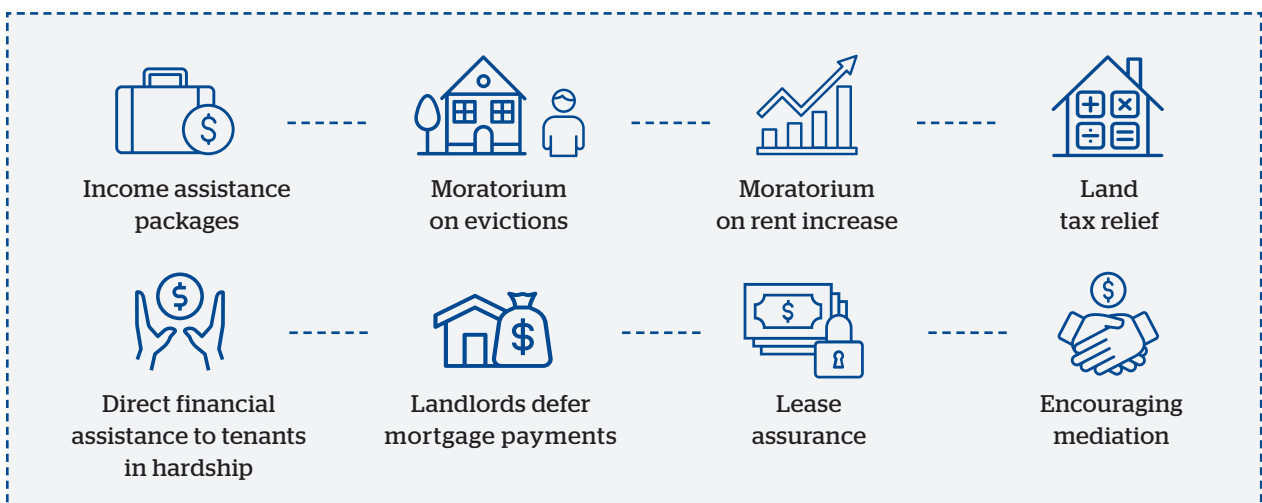 Income assistance
packages
Moratorium
on evictions
Moratorium
on rent increase
Land
tax relief
Direct financial
assistance to tenants
in hardship
Landlords defer
mortgage payments
Lease
assurance
Encouraging
mediation